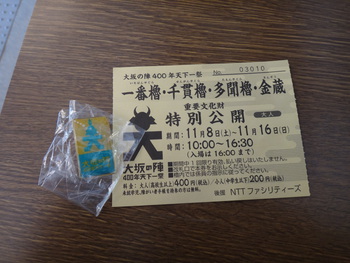 大坂の陣400年天下一祭
No. 03010
一番櫓・千貫櫓・多聞櫓・金蔵
重要文化財
特別公開
大人
期間：11月8日(土)～11月16日(日)
時間：10:00～16:30
(入場は16:00まで)
大坂の陣
400年天下一祭
料金：大人(高校生以上)400円(税込)／小人(中学生以下)200円(税込)
後援 NTTファシリティーズ